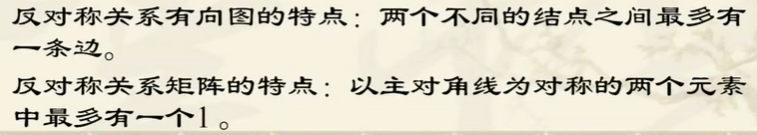 反对称关系有向图的特点：两个不同的结点之间最多有
一条边。
反对称关系矩阵的特点：以主对角线为对称的两个元素
中最多有一个1。